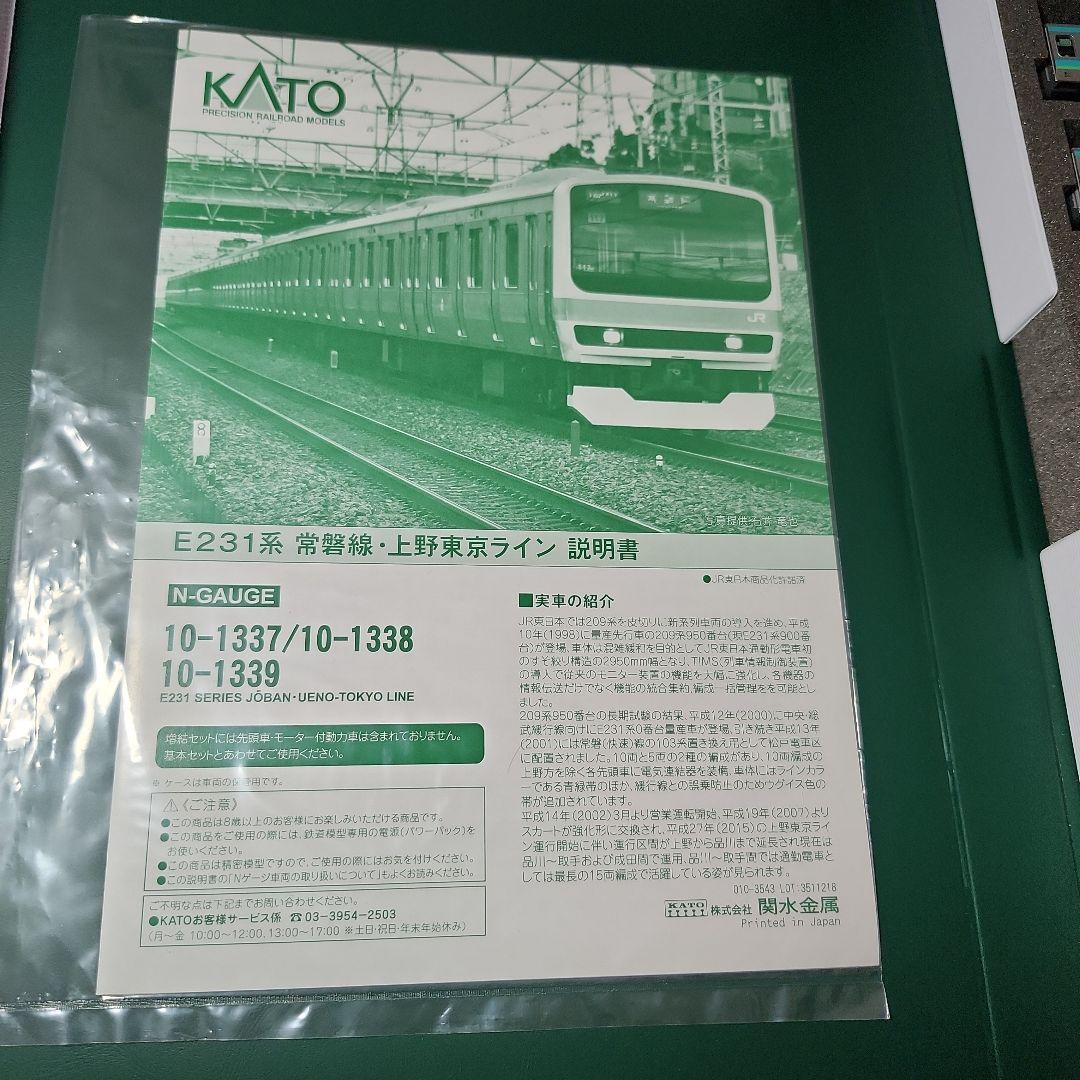 KATO
PRECISION RAILROAD MODELS
JR
8
写真提供:石井 竜也
E231系 常磐線・上野東京ライン 説明書
●JR東日本商品化許諾済
N-GAUGE
10-1337/10-1338
10-1339
E231 SERIES JŌBAN・UENO-TOKYO LINE
増結セットには先頭車・モーター付動力車は含まれておりません。
基本セットとあわせてご使用ください。
※ ケースは車両の保管用です。
⚠《ご注意》
●この商品は8歳以上のお客様にお楽しみいただける商品です。
●この商品をご使用の際には、鉄道模型専用の電源(パワーパック)を
お使いください。
●この商品は精密模型ですので、ご使用の際にはお気を付けください。
●この説明書の「Nゲージ車両の取り扱いについて」もよくお読みください。
ご不明な点は下記までお問い合わせください。
●KATOお客様サービス係 ☎03-3954-2503
(月〜金 10:00〜12:00、13:00〜17:00 ※土日・祝日・年末年始休み)
■実車の紹介
JR東日本では209系を皮切りに新系列車両の導入を進め、平成
10年(1998)に量産先行車の209系950番台(現E231系900番
台)が登場、車体は混雑緩和を目的としてJR東日本通勤形電車初
のすそ絞り構造の2950mm幅となり、TIMS(列車情報制御装置)
の導入で従来のモニター装置の機能を大幅に強化し、各機器の
情報伝送だけでなく機能の統合集約、編成一括管理をを可能とし
ました。
209系950番台の長期試験の結果、平成12年(2000)に中央・総
武緩行線向けにE231系0番台量産車が登場、引き続き平成13年
(2001)には常磐(快速)線の103系置き換え用として松戸電車区
に配置されました。10両と5両の2種の編成があり、10両編成の
上野方を除く各先頭車に電気連結器を装備、車体にはラインカラ
ーである青緑帯のほか、緩行線との誤乗防止のためウグイス色の
帯が追加されています。
平成14年(2002)3月より営業運転開始、平成19年(2007)より
スカートが強化形に交換され、平成27年(2015)の上野東京ライ
ン運行開始に伴い運行区間が上野から品川まで延長され現在は
品川〜取手および成田間で運用、品川〜取手間では通勤電車と
しては最長の15両編成で活躍している姿が見られます。
010-3543 LOT:3511218
KATO 株式会社 関水金属
Printed in Japan